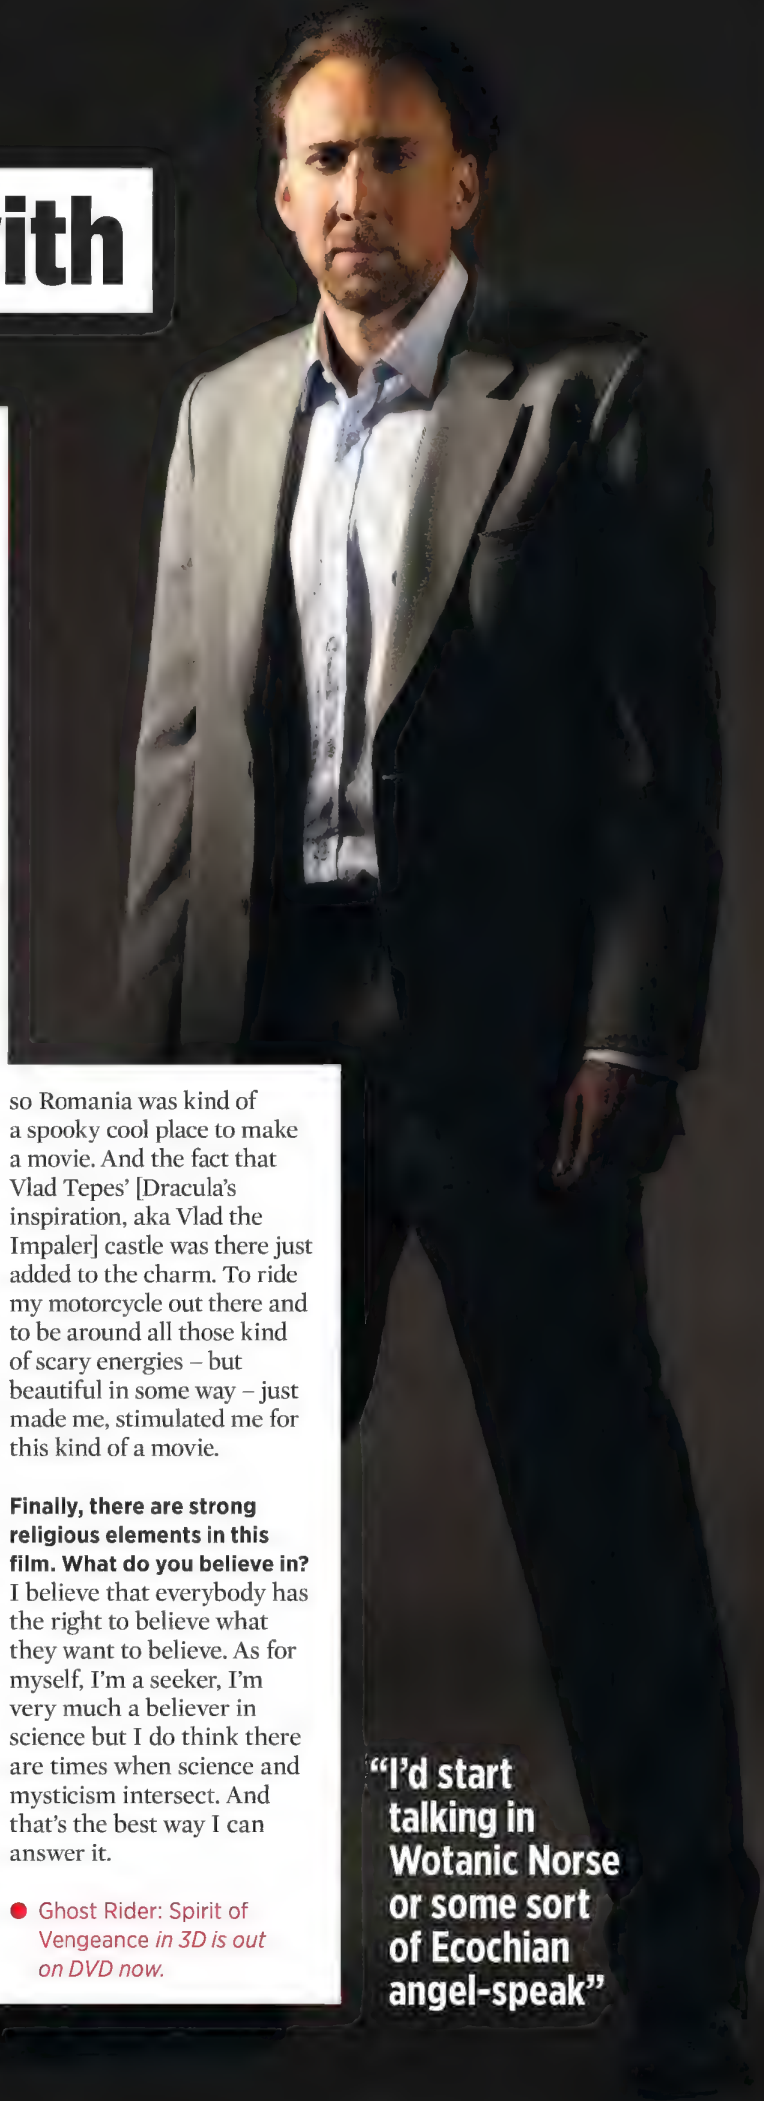 ith
so Romania was kind of
a spooky cool place to make
a movie. And the fact that
Vlad Tepes’ [Dracula’s
inspiration, aka Vlad the
Impaler] castle was there just
added to the charm. To ride
my motorcycle out there and
to be around all those kind
of scary energies – but
beautiful in some way – just
made me, stimulated me for
this kind of a movie.
Finally, there are strong
religious elements in this
film. What do you believe in?
I believe that everybody has
the right to believe what
they want to believe. As for
myself, I’m a seeker, I’m
very much a believer in
science but I do think there
are times when science and
mysticism intersect. And
that’s the best way I can
answer it.
● Ghost Rider: Spirit of
Vengeance in 3D is out
on DVD now.
“I’d start
talking in
Wotanic Norse
or some sort
of Ecochian
angel-speak”